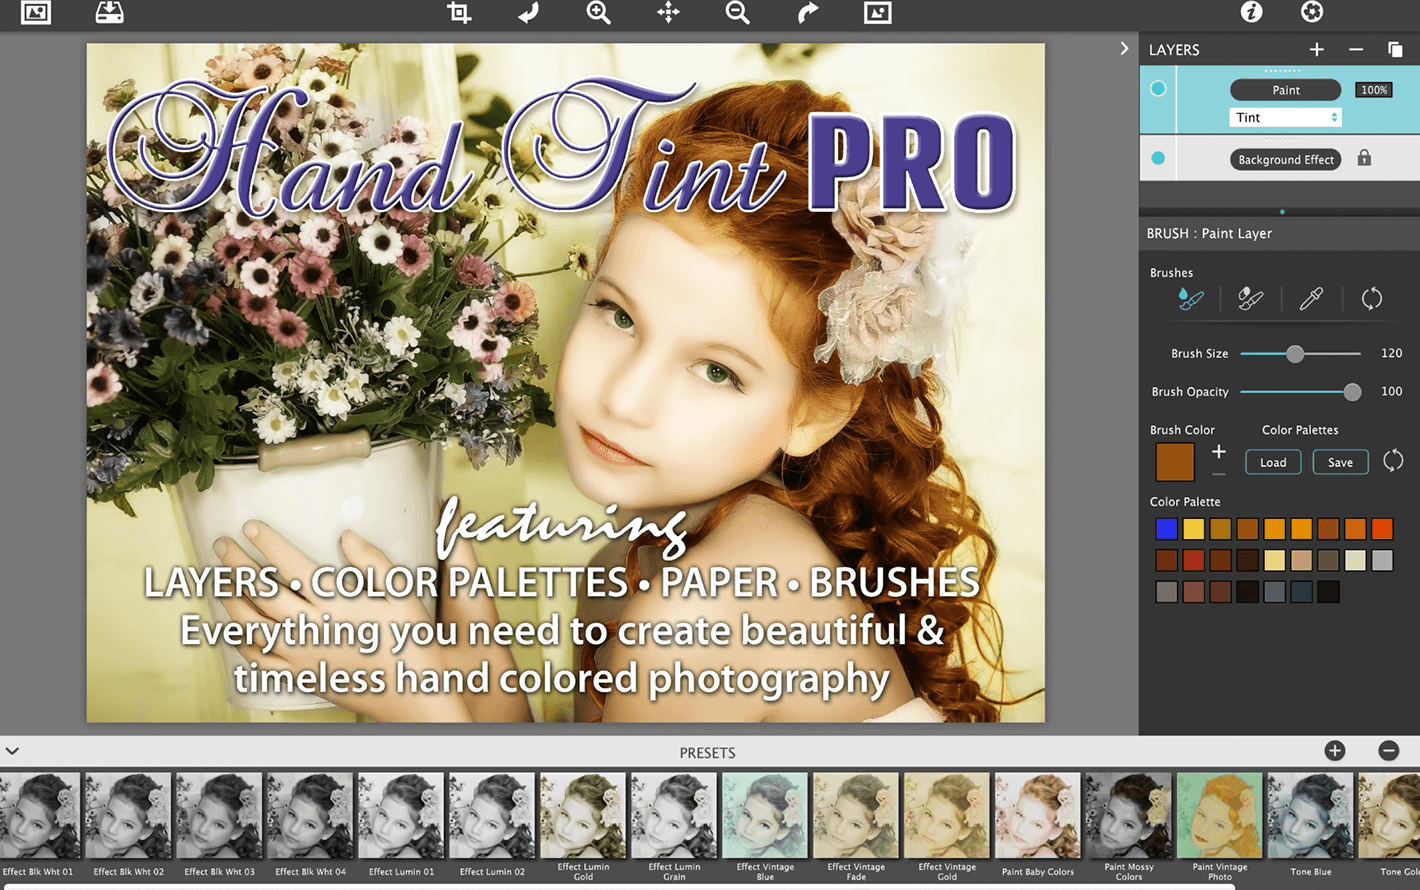 LAYERS
Paint
100%
Tint
Background Effect
Hand Tint PRO
BRUSH : Paint Layer
Brushes
Brush Size
120
Brush Opacity
100
Brush Color
Color Palettes
Load
Save
Color Palette
featuring
LAYERS • COLOR PALETTES • PAPER • BRUSHES
Everything you need to create beautiful &
timeless hand colored photography
PRESETS
Effect Blk Wht 01
Effect Blk Wht 02
Effect Blk Wht 03
Effect Blk Wht 04
Effect Lumin 01
Effect Lumin 02
Effect Lumin
Gold
Effect Lumin
Grain
Effect Vintage
Blue
Effect Vintage
Fade
Effect Vintage
Gold
Paint Baby Colors
Paint Mossy
Colors
Paint Vintage
Photo
Tone Blue
Tone Gold